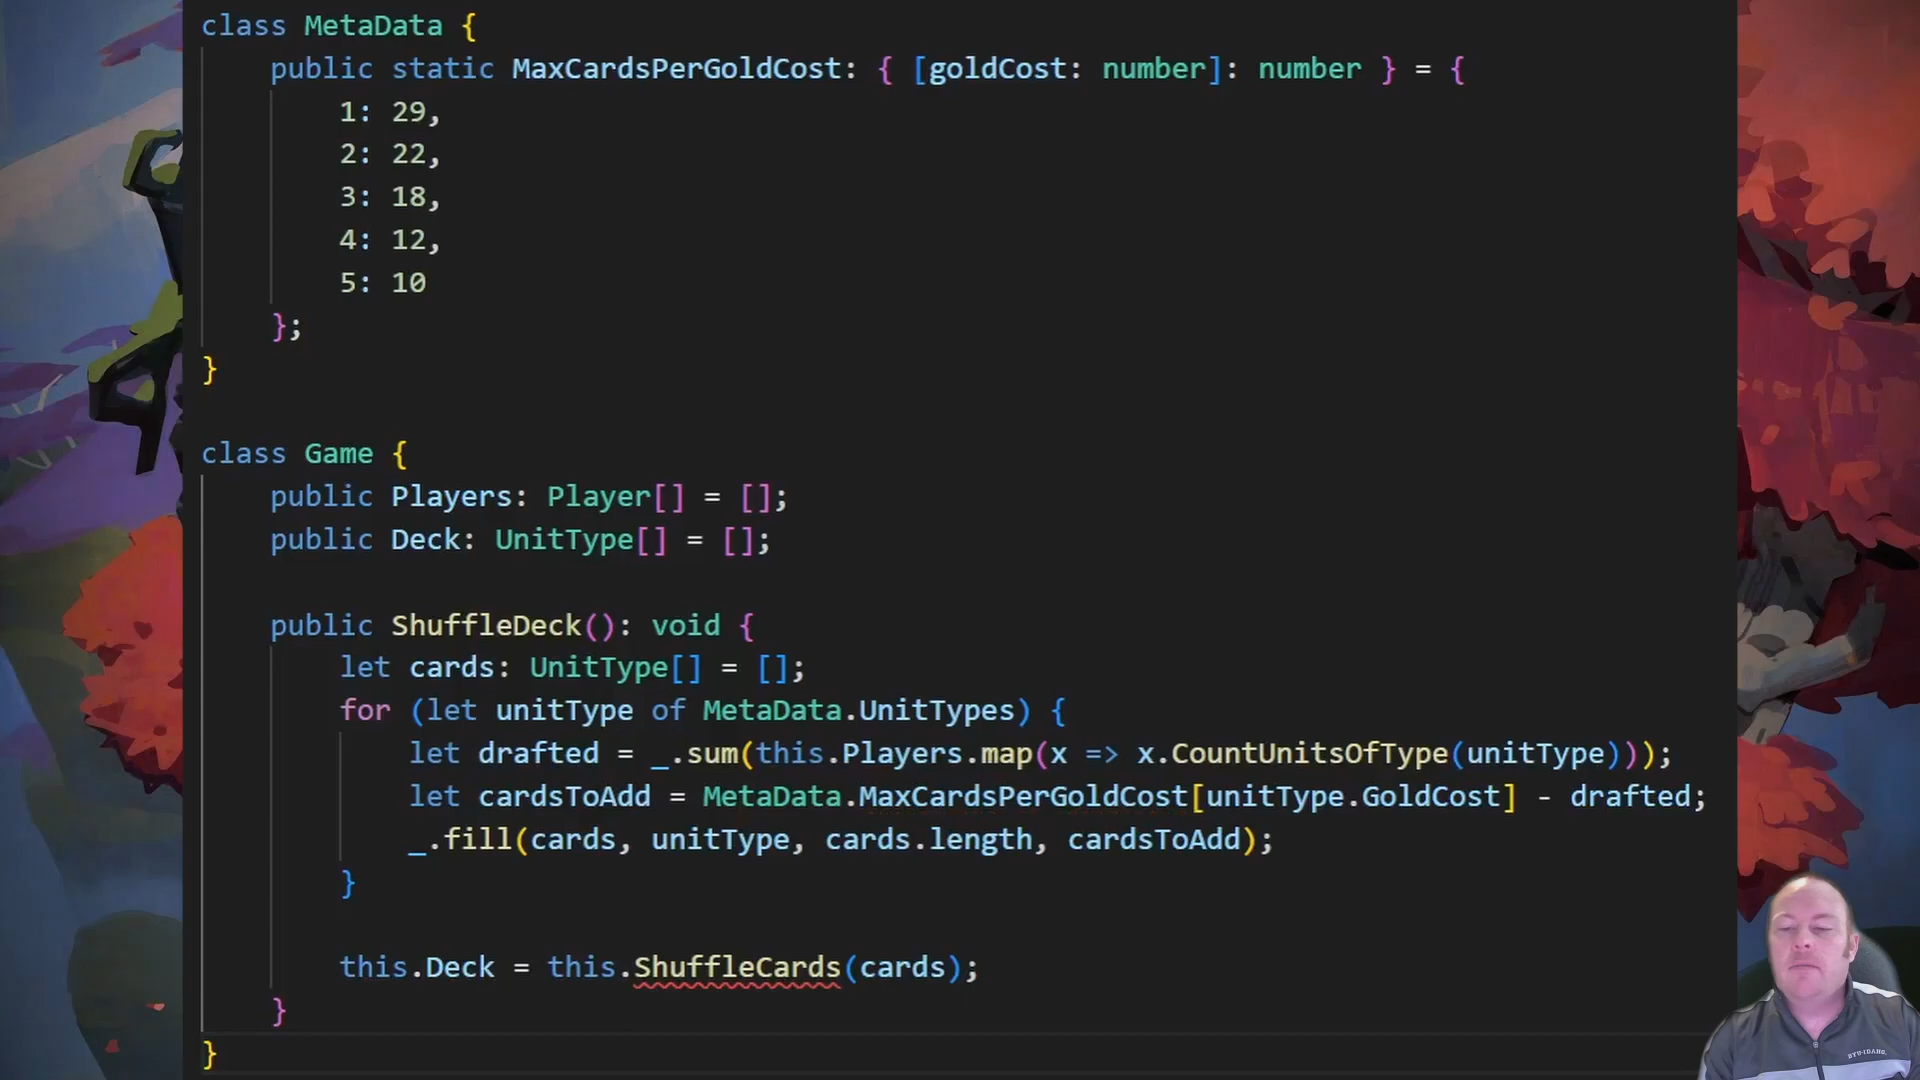 class MetaData {
public static MaxCardsPerGoldCost: { [goldCost: number]: number } = {
1: 29,
2: 22,
3: 18,
4: 12,
5: 10
};
}
class Game {
public Players: Player[] = [];
public Deck: UnitType[] = [];
public ShuffleDeck(): void {
let cards: UnitType[] = [];
for (let unitType of MetaData.UnitTypes) {
let drafted = _.sum(this.Players.map(x => x.CountUnitsOfType(unitType)));
let cardsToAdd = MetaData.MaxCardsPerGoldCost[unitType.GoldCost] - drafted;
_.fill(cards, unitType, cards.length, cardsToAdd);
}
this.Deck = this.ShuffleCards(cards);
}
}
BYU-IDAHO